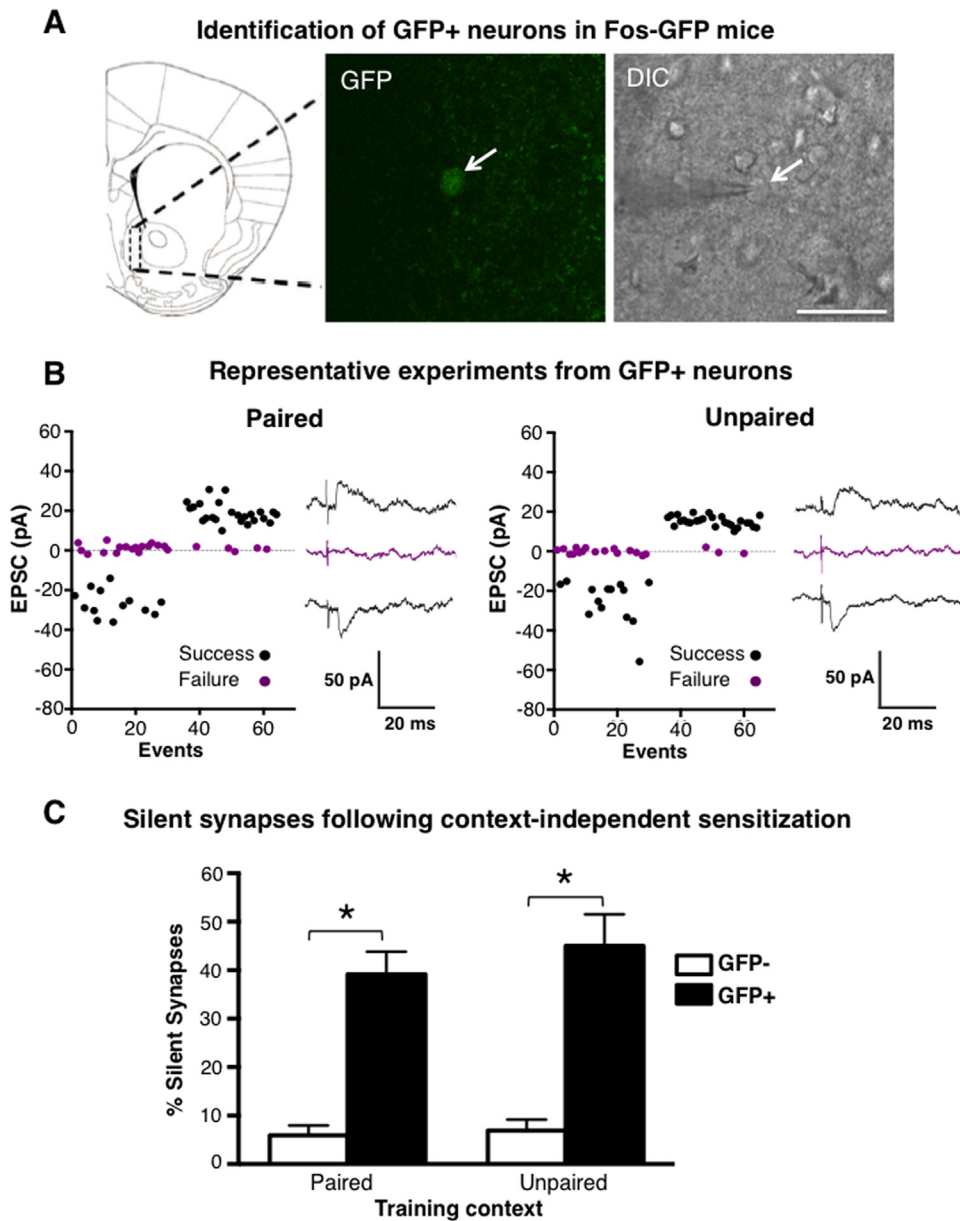 A
Identification of GFP+ neurons in Fos-GFP mice
GFP
DIC
B
Representative experiments from GFP+ neurons
Paired
Unpaired
EPSC (pA)
60
40
20
0
-20
-40
-60
-80
0
20
40
60
Events
Success
Failure
50 pA
20 ms
EPSC (pA)
60
40
20
0
-20
-40
-60
-80
0
20
40
60
Events
Success
Failure
50 pA
20 ms
C
Silent synapses following context-independent sensitization
% Silent Synapses
60
50
40
30
20
10
0
*
*
GFP-
GFP+
Paired
Unpaired
Training context